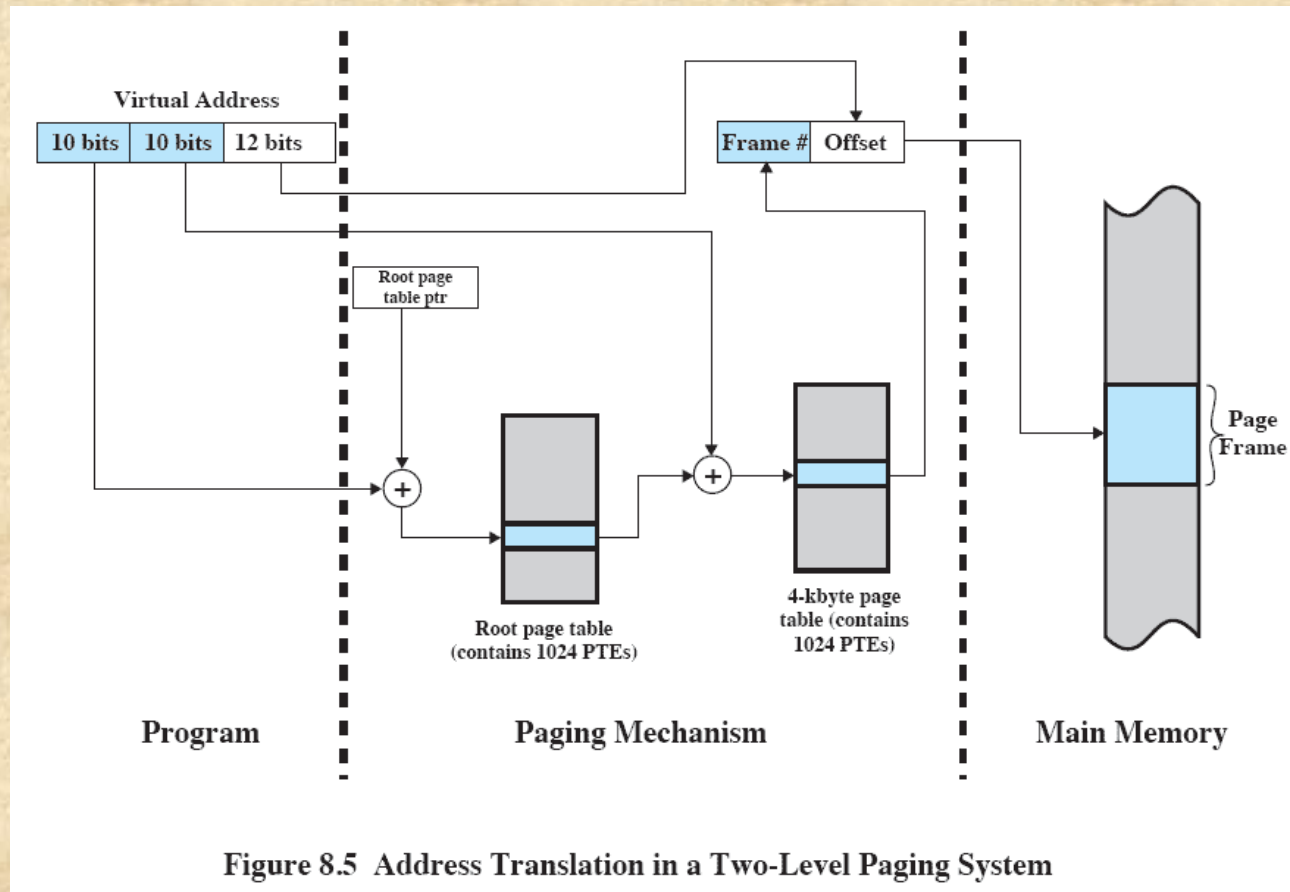 Virtual Address
10 bits 10 bits 12 bits
Frame # Offset
Root page
table ptr
+
+
Root page table
(contains 1024 PTEs)
4-kbyte page
table (contains
1024 PTEs)
Page
Frame
Program
Paging Mechanism
Main Memory
Figure 8.5 Address Translation in a Two-Level Paging System